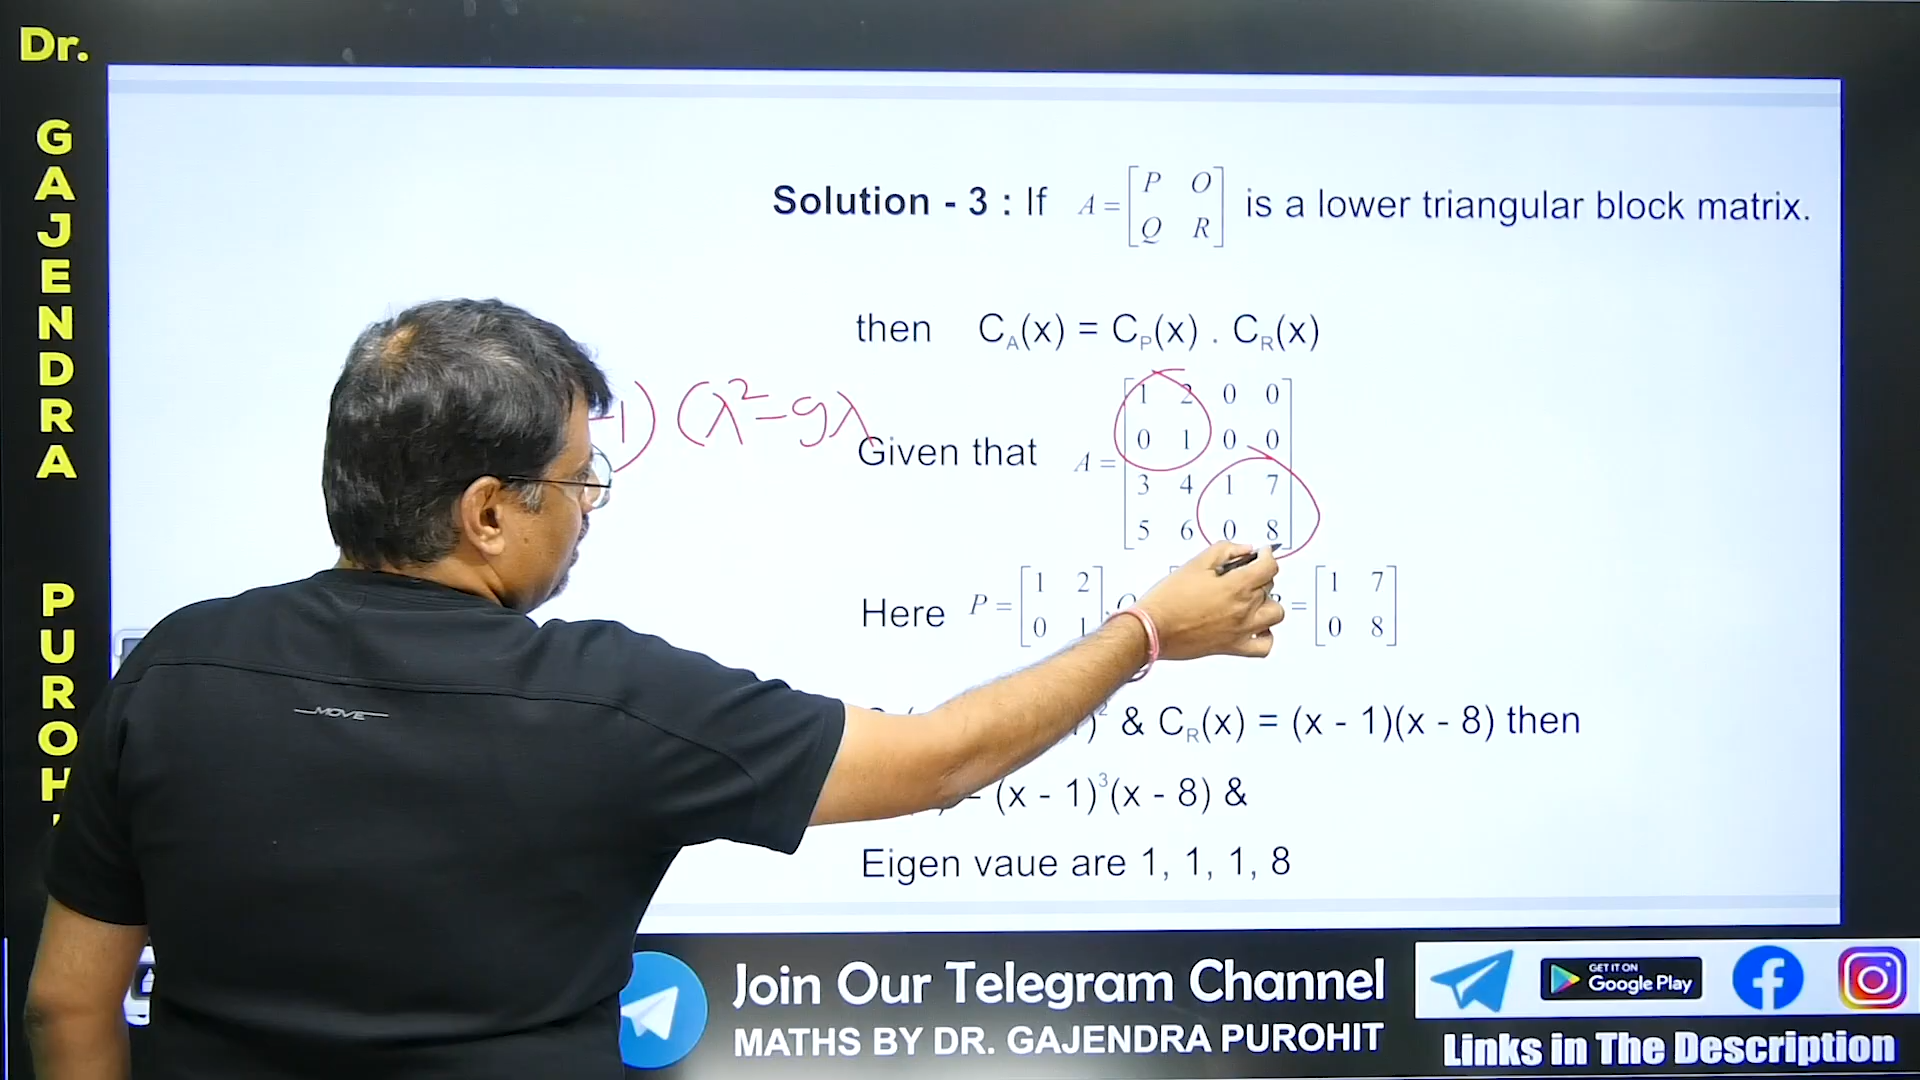 Dr.
GAJENDRA
PUROH
Solution - 3 : If A = [P O
Q R] is a lower triangular block matrix.
then C_A(x) = C_P(x) . C_R(x)
-1) (λ² - 9λ
Given that A = [1 2 0 0
0 1 0 0
3 4 1 7
5 6 0 8]
Here P = [1 2
0 1], Q = [1 7
0 8]
)² & C_R(x) = (x - 1)(x - 8) then
= (x - 1)³(x - 8) &
Eigen vaue are 1, 1, 1, 8
MOVE
Join Our Telegram Channel
MATHS BY DR. GAJENDRA PUROHIT
GET IT ON
Google Play
Links in The Description